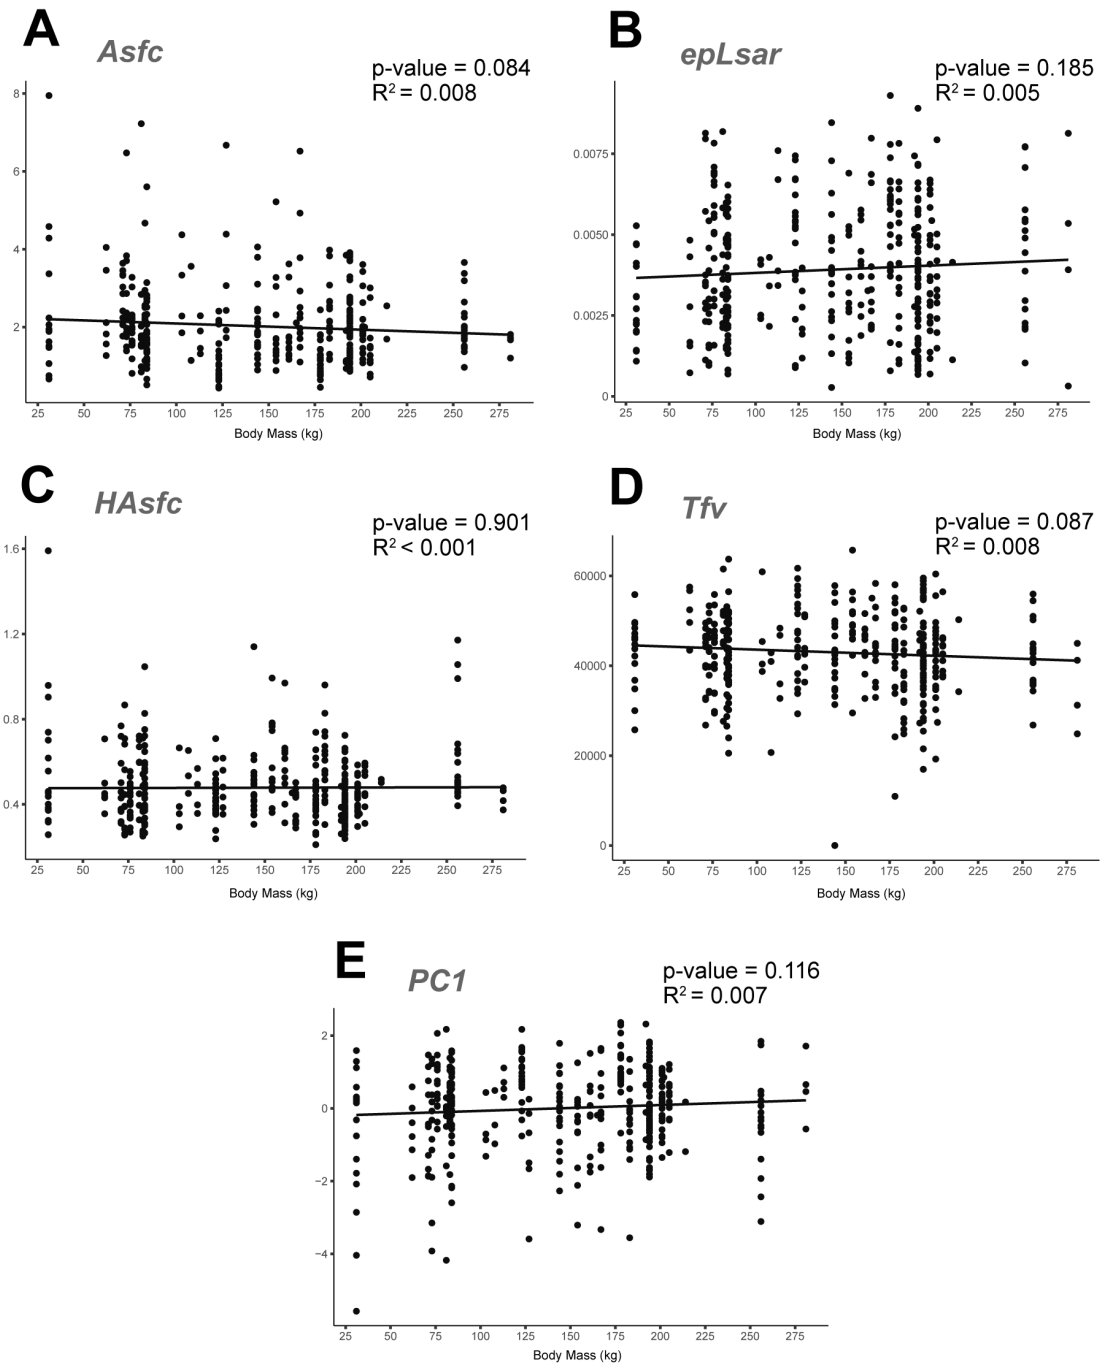 A
Asfc
p-value = 0.084
R² = 0.008
8
6
4
2
25 50 75 100 125 150 175 200 225 250 275
Body Mass (kg)
B
epLsar
p-value = 0.185
R² = 0.005
0.0075
0.0050
0.0025
0
25 50 75 100 125 150 175 200 225 250 275
Body Mass (kg)
C
HAsfc
p-value = 0.901
R² < 0.001
1.6
1.2
0.8
0.4
25 50 75 100 125 150 175 200 225 250 275
Body Mass (kg)
D
Tfv
p-value = 0.087
R² = 0.008
60000
40000
20000
0
25 50 75 100 125 150 175 200 225 250 275
Body Mass (kg)
E
PC1
p-value = 0.116
R² = 0.007
2
0
−2
−4
25 50 75 100 125 150 175 200 225 250 275
Body Mass (kg)